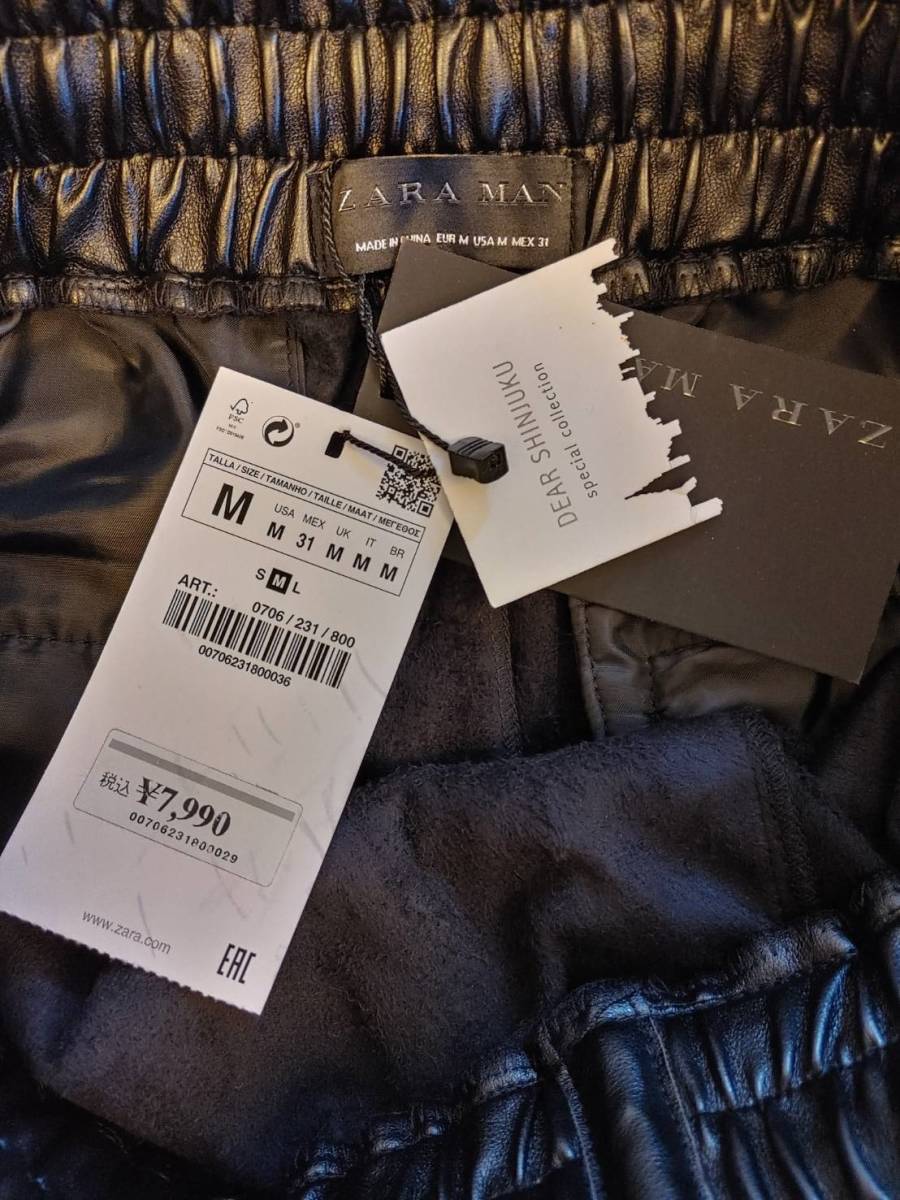 ZARA MAN
MADE IN CHINA EUR M USA M MEX 31
ZARA MA
DEAR SHINJUKU
special collection
FSC
TALLA / SIZE / TAMANHO / TAILLE / MAAT / ΜΕΓΕΘΟΣ
M
USA MEX UK IT BR
M 31 M M M
S M L
ART.:
0706 / 231 / 800
00706231800036
税込 ¥7,990
00706231800029
www.zara.com
EAC